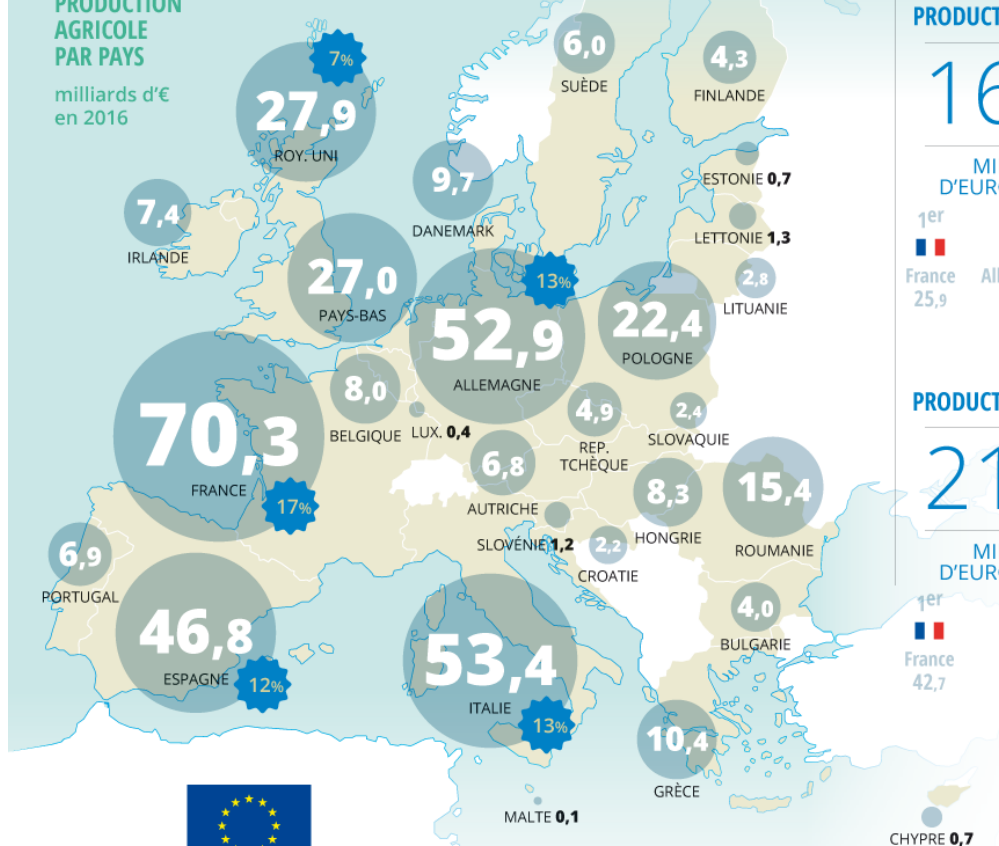 PRODUCTION
AGRICOLE
PAR PAYS
milliards d'€
en 2016
7%
27,9
ROY. UNI
6,0
SUÈDE
4,3
FINLANDE
9,7
DANEMARK
ESTONIE 0,7
7,4
IRLANDE
LETTONIE 1,3
27,0
PAYS-BAS
13%
52,9
ALLEMAGNE
22,4
POLOGNE
2,8
LITUANIE
70,3
FRANCE
17%
8,0
BELGIQUE
LUX. 0,4
4,9
REP.
TCHÈQUE
2,4
SLOVAQUIE
6,8
AUTRICHE
8,3
HONGRIE
15,4
ROUMANIE
SLOVÉNIE 1,2
2,2
CROATIE
6,9
PORTUGAL
46,8
ESPAGNE
12%
53,4
ITALIE
13%
4,0
BULGARIE
10,4
GRÈCE
MALTE 0,1
CHYPRE 0,7
PRODUCT
16
MI
D'EUR
1er
France
25,9
All
PRODUCT
21
MI
D'EUR
1er
France
42,7